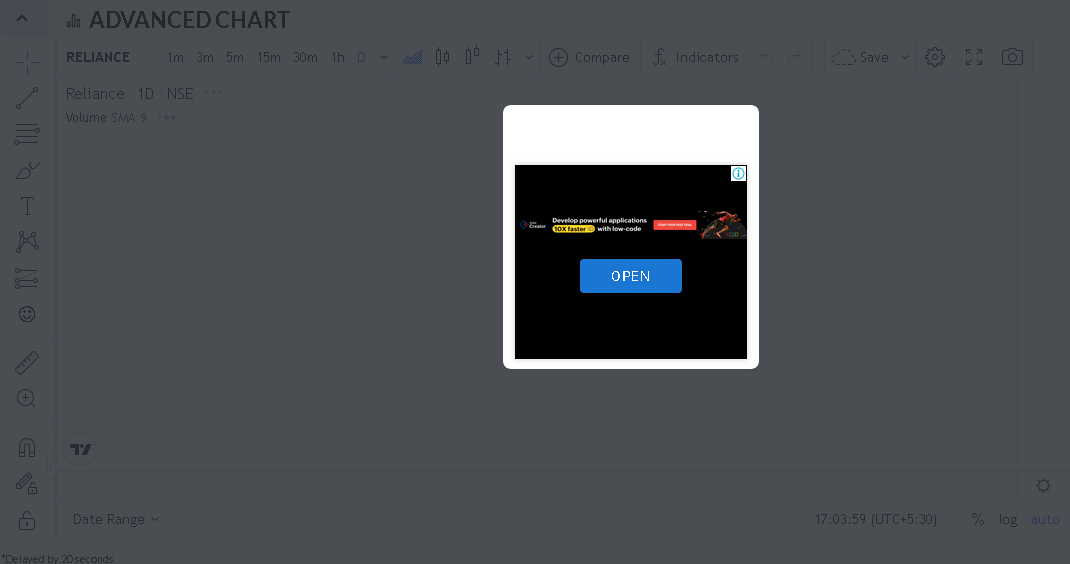 ADVANCED CHART
RELIANCE 1m 3m 5m 15m 30m 1h D Compare Indicators Save
Reliance · 1D · NSE
Volume SMA 9
Creator
Develop powerful applications
10X faster with low-code
START YOUR FREE TRIAL
OPEN
Date Range 17:03:59 (UTC+5:30) % log auto
*Delayed by 20 seconds.